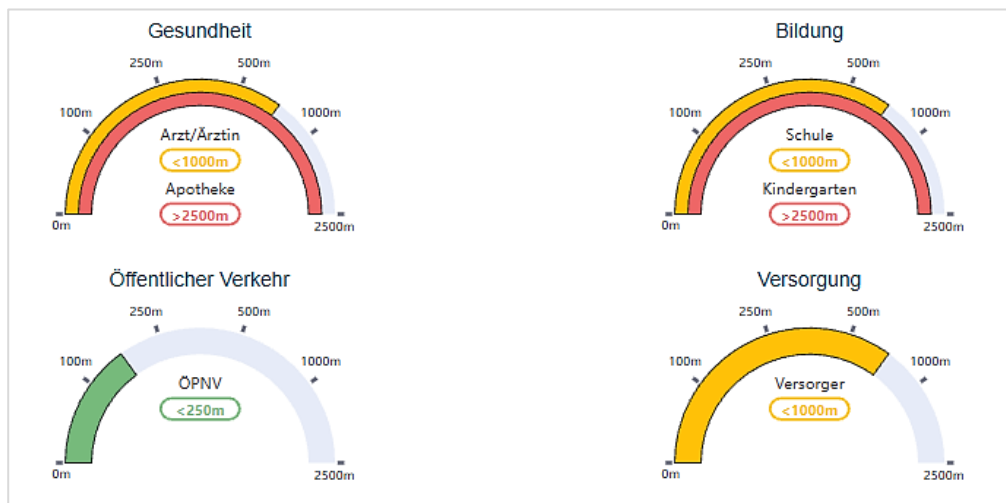 Gesundheit
250m
500m
100m
1000m
Arzt/Ärztin
<1000m
Apotheke
>2500m
0m
2500m
Bildung
250m
500m
100m
1000m
Schule
<1000m
Kindergarten
>2500m
0m
2500m
Öffentlicher Verkehr
250m
500m
100m
1000m
ÖPNV
<250m
0m
2500m
Versorgung
250m
500m
100m
1000m
Versorger
<1000m
0m
2500m